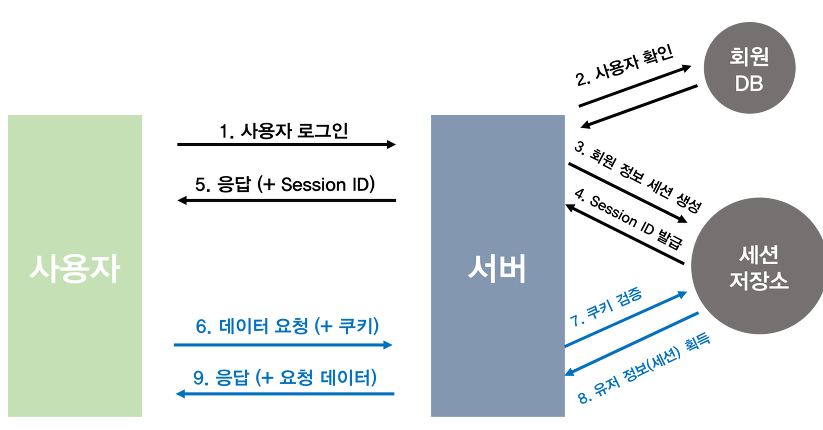 회원
DB
2. 사용자 확인
1. 사용자 로그인
3. 회원 정보 세션 생성
5. 응답 (+ Session ID)
4. Session ID 발급
사용자
서버
세션
저장소
7. 쿠키 검증
6. 데이터 요청 (+ 쿠키)
8. 유저 정보(세션) 획득
9. 응답 (+ 요청 데이터)